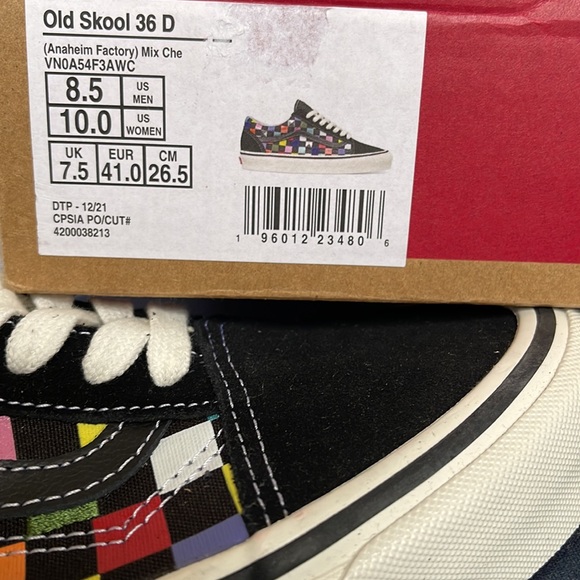 Old Skool 36 D
(Anaheim Factory) Mix Che
VN0A54F3AWC
8.5 US MEN
10.0 US WOMEN
UK 7.5 EUR 41.0 CM 26.5
DTP - 12/21
CPSIA PO/CUT#
4200038213
1 96012 23480 6